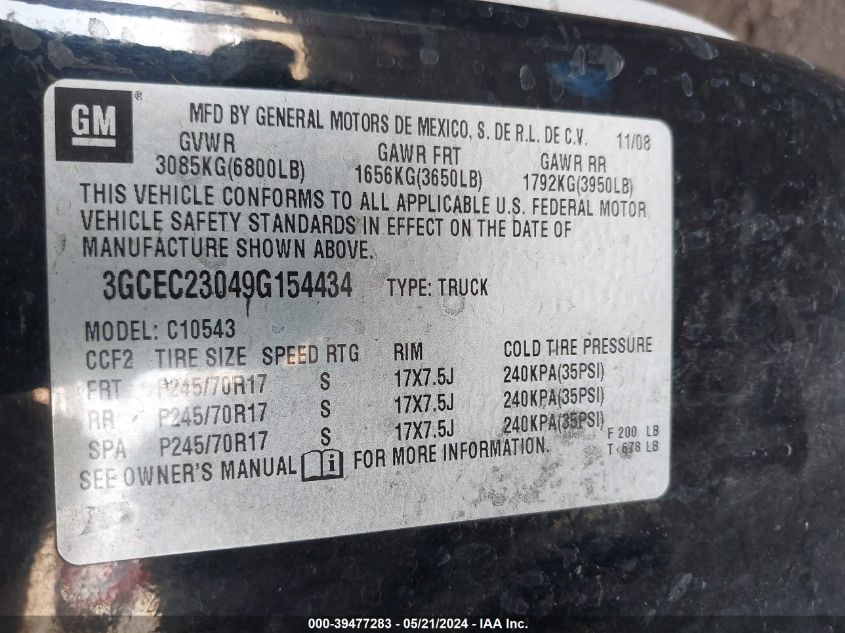 GM ® MFD BY GENERAL MOTORS DE MEXICO, S. DE R.L. DE C.V. 11/08
GVWR GAWR FRT GAWR RR
3085KG(6800LB) 1656KG(3650LB) 1792KG(3950LB)
THIS VEHICLE CONFORMS TO ALL APPLICABLE U.S. FEDERAL MOTOR
VEHICLE SAFETY STANDARDS IN EFFECT ON THE DATE OF
MANUFACTURE SHOWN ABOVE.
3GCEC23049G154434 TYPE: TRUCK
MODEL: C10543
CCF2 TIRE SIZE SPEED RTG RIM COLD TIRE PRESSURE
FRT P245/70R17 S 17X7.5J 240KPA(35PSI)
RR P245/70R17 S 17X7.5J 240KPA(35PSI)
SPA P245/70R17 S 17X7.5J 240KPA(35PSI)
F 200 LB
T 678 LB
SEE OWNER'S MANUAL i FOR MORE INFORMATION.
000-39477283 - 05/21/2024 - IAA Inc.